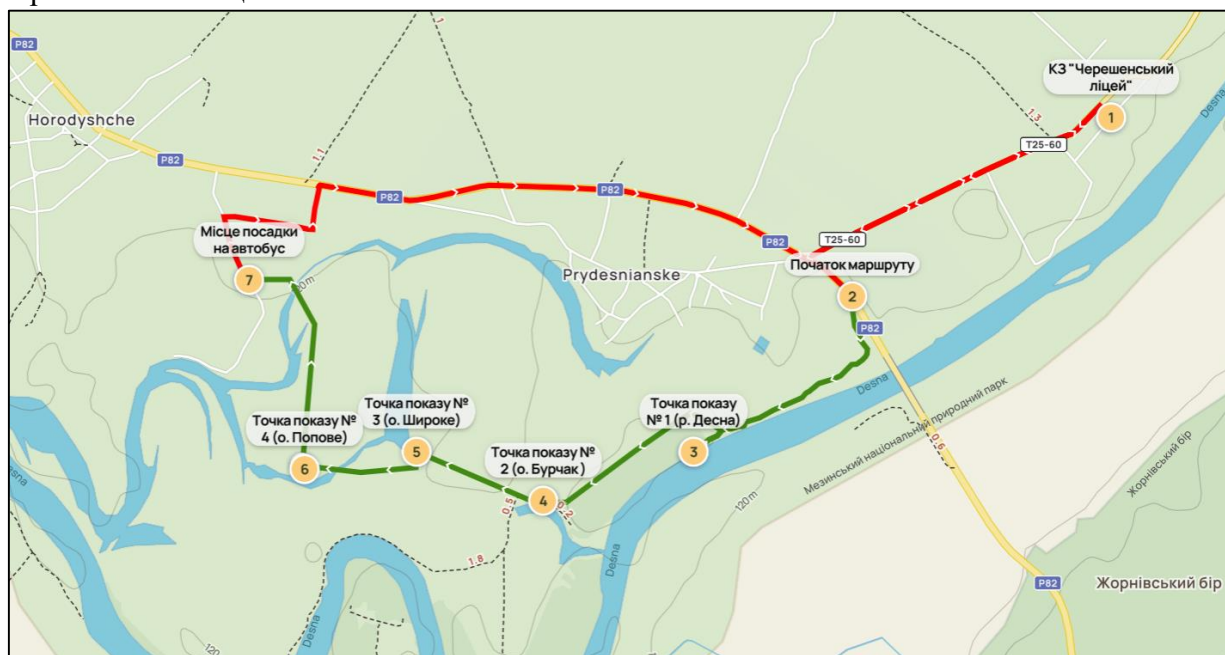 P82
КЗ "Черешенський
ліцей"
1
Desna
1.3
1
T25-60
Horodyshche
1.1
P82
P82
P82
Місце посадки
на автобус
P82
T25-60
Початок маршруту
Prydesnianske
7
20m
2
P82
Desna
Точка показу №
3 (о. Широке)
Точка показу
№ 1 (р. Десна)
Точка показу №
4 (о. Попове)
Точка показу №
2 (о. Бурчак )
5
3
6
4
0.6
Мезинський національний природний парк
Жорнівський бір
120m
0.5
0.2
1.8
Desna
P82
Жорнівський бір
120